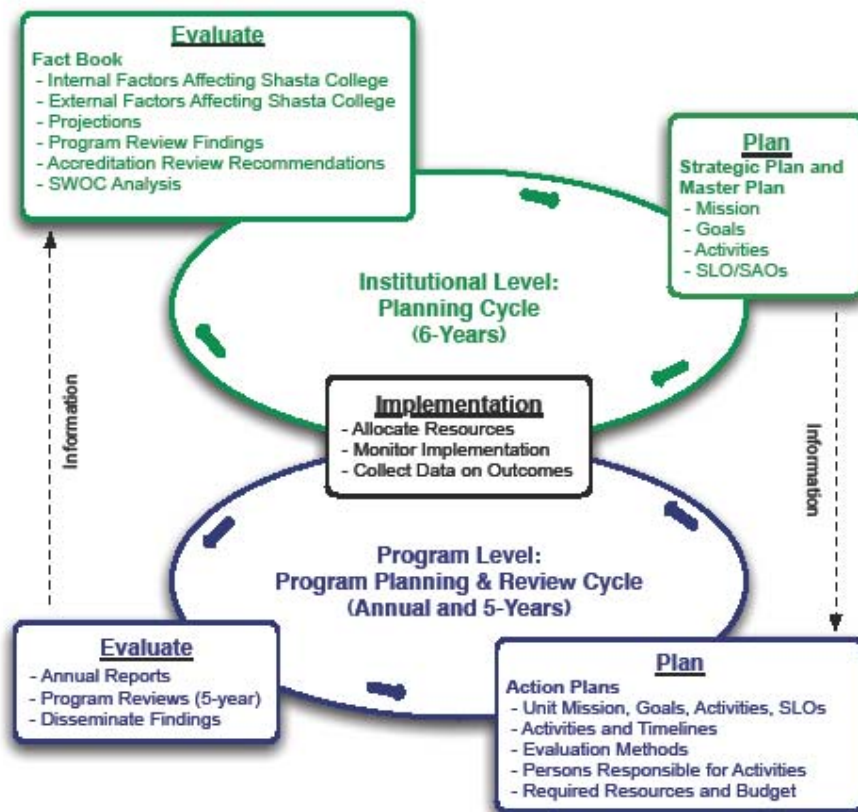 Evaluate
Fact Book
- Internal Factors Affecting Shasta College
- External Factors Affecting Shasta College
- Projections
- Program Review Findings
- Accreditation Review Recommendations
- SWOC Analysis
Plan
Strategic Plan and
Master Plan
- Mission
- Goals
- Activities
- SLO/SAOs
Institutional Level:
Planning Cycle
(6-Years)
Information
Implementation
- Allocate Resources
- Monitor Implementation
- Collect Data on Outcomes
Information
Program Level:
Program Planning & Review Cycle
(Annual and 5-Years)
Evaluate
- Annual Reports
- Program Reviews (5-year)
- Disseminate Findings
Plan
Action Plans
- Unit Mission, Goals, Activities, SLOs
- Activities and Timelines
- Evaluation Methods
- Persons Responsible for Activities
- Required Resources and Budget